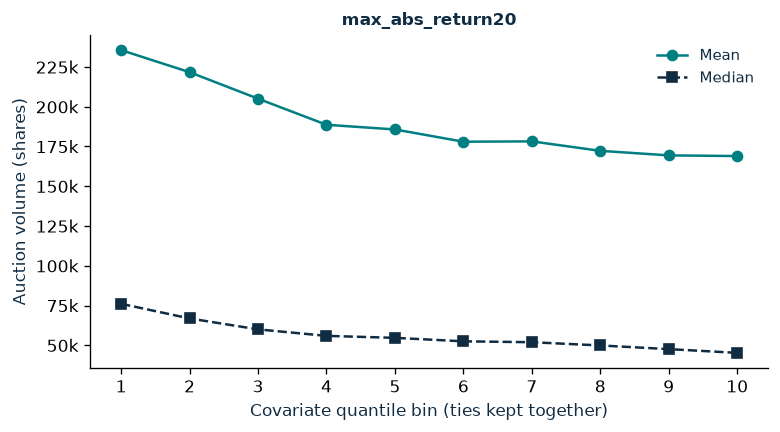 max_abs_return20
Mean
Median
Auction volume (shares)
225k
200k
175k
150k
125k
100k
75k
50k
1 2 3 4 5 6 7 8 9 10
Covariate quantile bin (ties kept together)